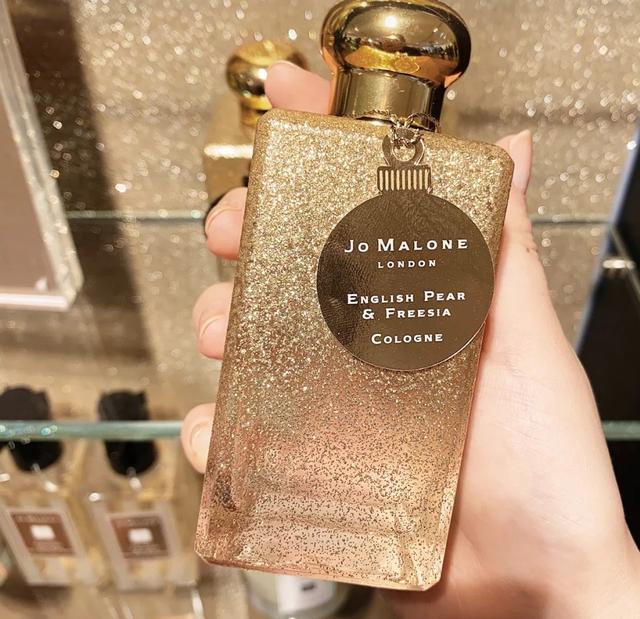 JO MALONE
LONDON
ENGLISH PEAR
& FREESIA
COLOGNE